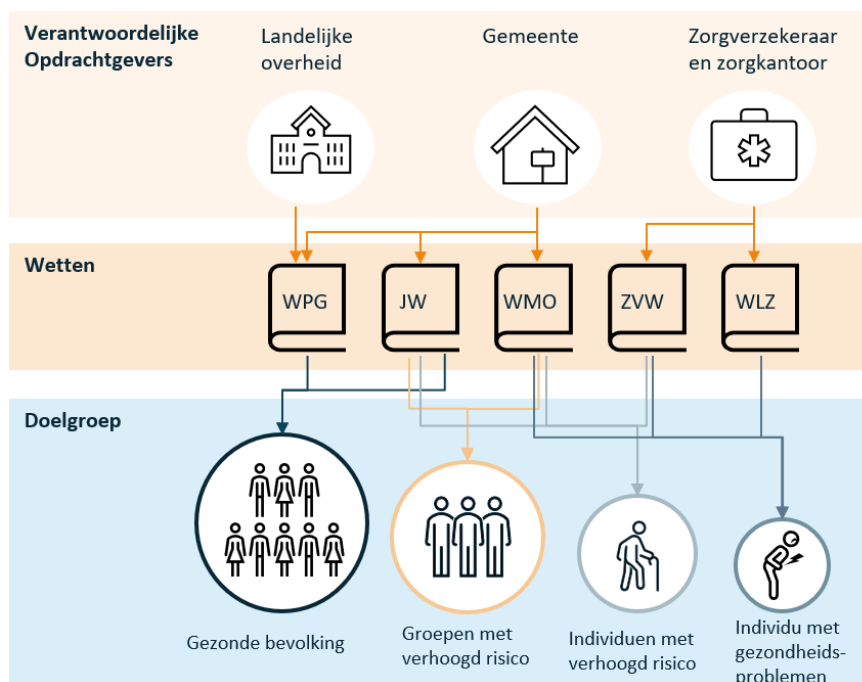 Verantwoordelijke
Opdrachtgevers
Landelijke
overheid
Gemeente
Zorgverzekeraar
en zorgkantoor
Wetten
WPG
JW
WMO
ZVW
WLZ
Doelgroep
Gezonde bevolking
Groepen met
verhoogd risico
Individuen met
verhoogd risico
Individu met
gezondheids-
problemen